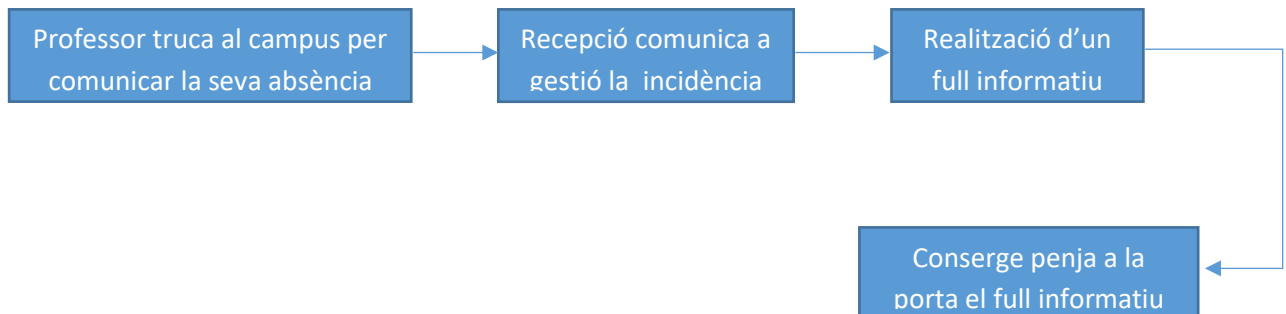 Professor truca al campus per
comunicar la seva absència
Recepció comunica a
gestió la  incidència
Realització d’un
full informatiu
Conserge penja a la
porta el full informatiu